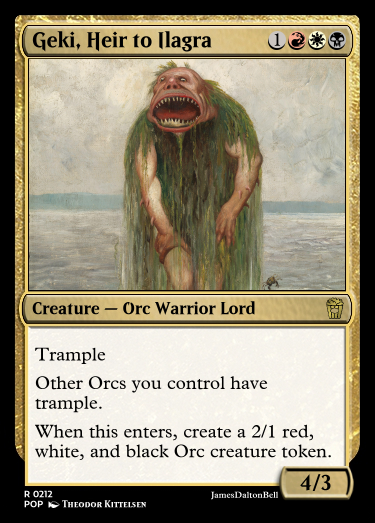 Geki, Heir to Ilagra 1
Creature — Orc Warrior Lord
Trample
Other Orcs you control have
trample.
When this enters, create a 2/1 red,
white, and black Orc creature token.
4/3
R 0212
POP Theodor Kittelsen JamesDaltonBell